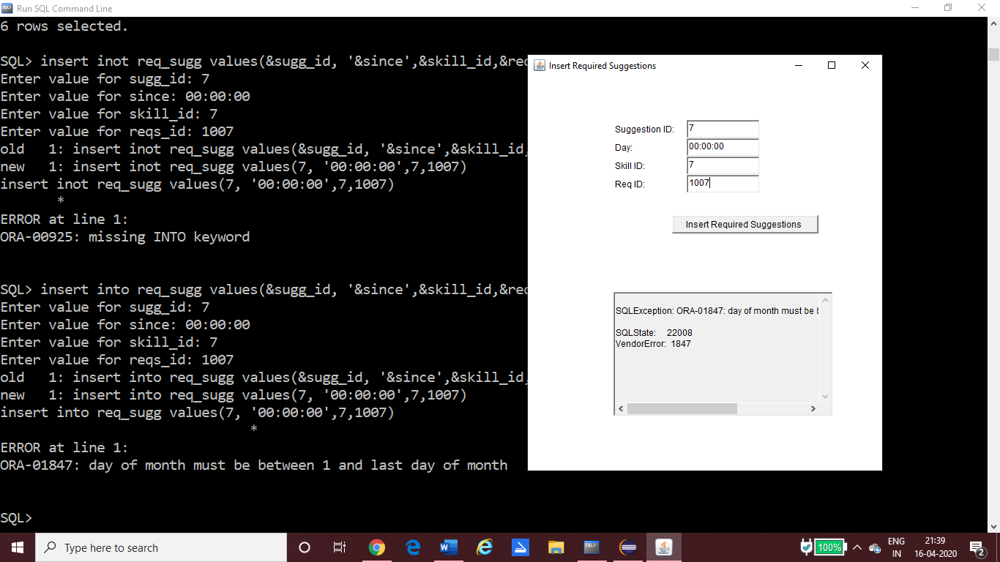 Run SQL Command Line
6 rows selected.
SQL> insert inot req_sugg values(&sugg_id, '&since',&skill_id,&req
Enter value for sugg_id: 7
Enter value for since: 00:00:00
Enter value for skill_id: 7
Enter value for reqs_id: 1007
old   1: insert inot req_sugg values(&sugg_id, '&since',&skill_id,
new   1: insert inot req_sugg values(7, '00:00:00',7,1007)
insert inot req_sugg values(7, '00:00:00',7,1007)
*
ERROR at line 1:
ORA-00925: missing INTO keyword
SQL> insert into req_sugg values(&sugg_id, '&since',&skill_id,&req
Enter value for sugg_id: 7
Enter value for since: 00:00:00
Enter value for skill_id: 7
Enter value for reqs_id: 1007
old   1: insert into req_sugg values(&sugg_id, '&since',&skill_id,
new   1: insert into req_sugg values(7, '00:00:00',7,1007)
insert into req_sugg values(7, '00:00:00',7,1007)
*
ERROR at line 1:
ORA-01847: day of month must be between 1 and last day of month
SQL>
Insert Required Suggestions
Suggestion ID: 7
Day: 00:00:00
Skill ID: 7
Req ID: 1007
Insert Required Suggestions
SQLException: ORA-01847: day of month must be b
SQLState: 22008
VendorError: 1847
Type here to search
100%
ENG
IN
21:39
16-04-2020
2